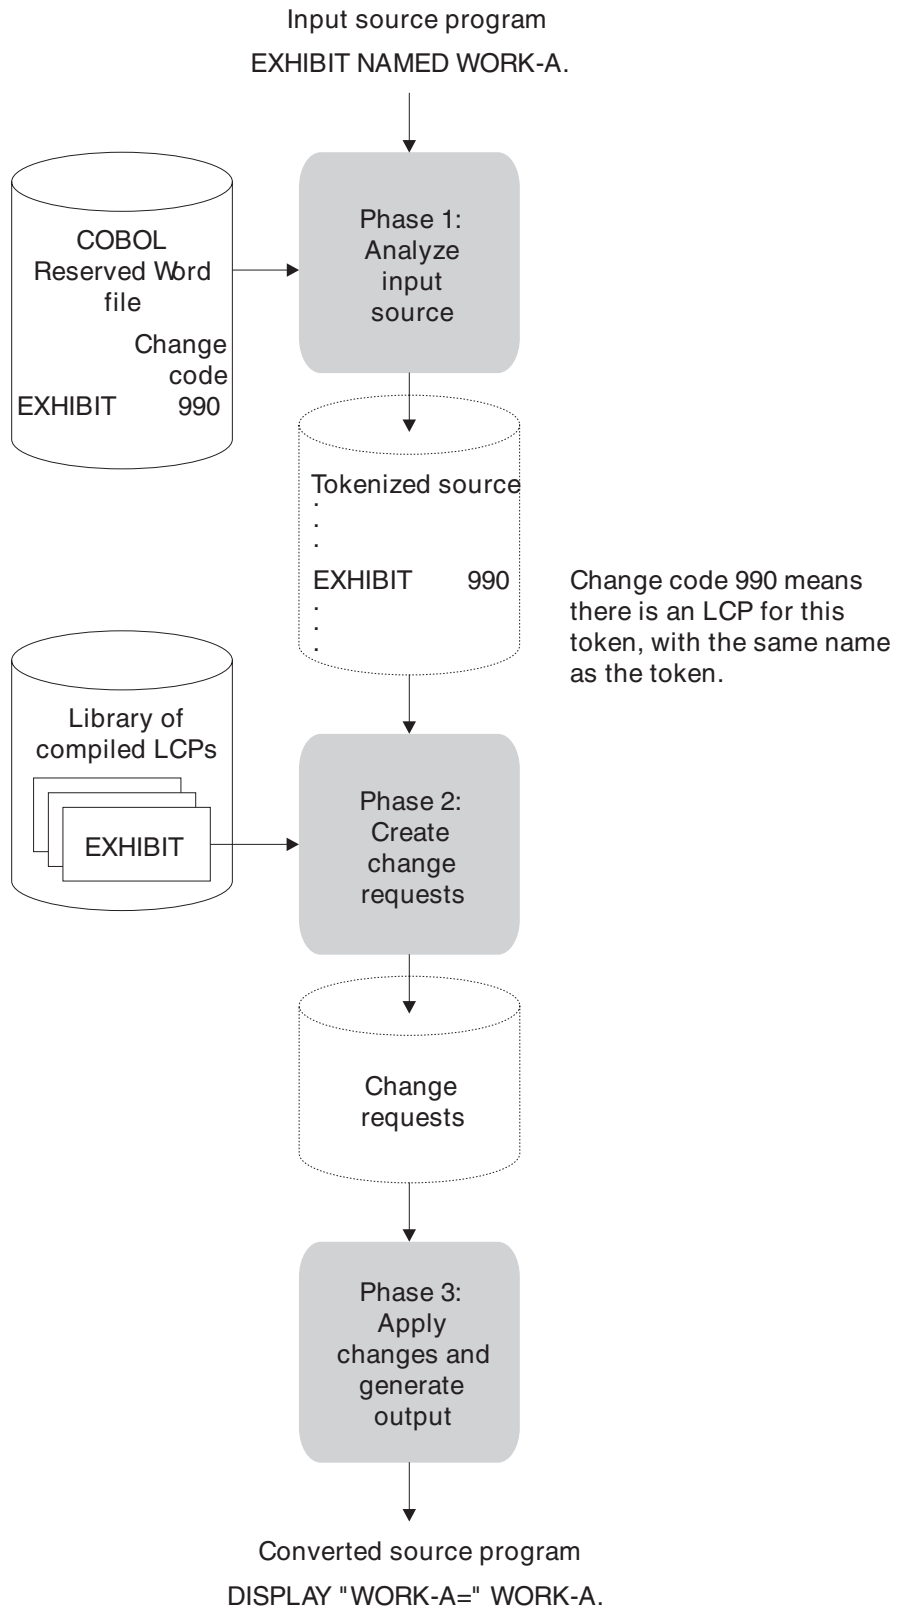 Input source program
EXHIBIT NAMED WORK-A.
Phase 1:
Analyze
input
source
COBOL
Reserved Word
file
Change
code
EXHIBIT 990
Tokenized source
.
.
.
EXHIBIT 990
.
.
.
Change code 990 means
there is an LCP for this
token, with the same name
as the token.
Library of
compiled LCPs
EXHIBIT
Phase 2:
Create
change
requests
Change
requests
Phase 3:
Apply
changes and
generate
output
Converted source program
DISPLAY "WORK-A=" WORK-A.